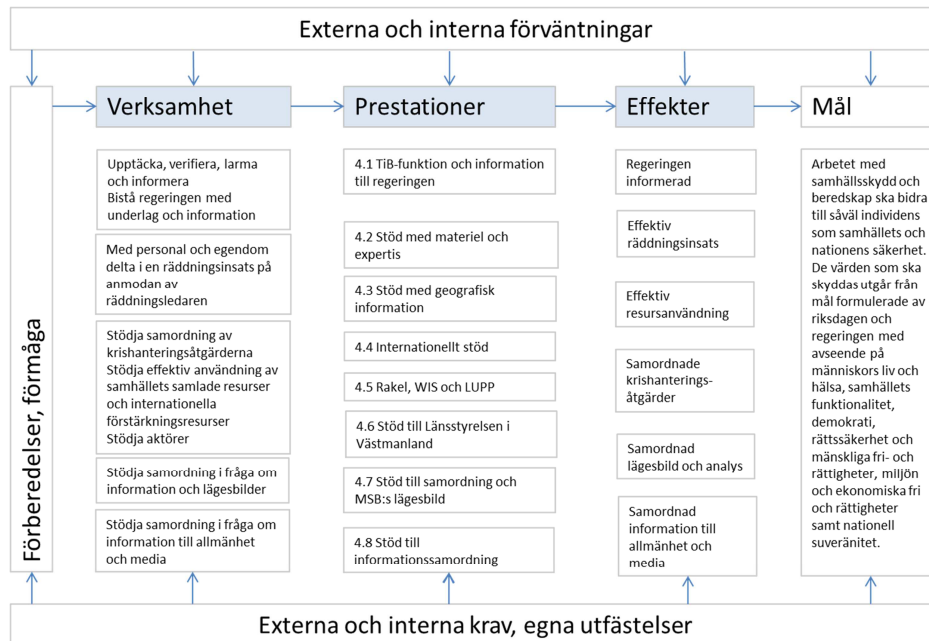 Externa och interna förväntningar
Förberedelser, förmåga
Verksamhet
Upptäcka, verifiera, larma
och informera
Bistå regeringen med
underlag och information
Med personal och egendom
delta i en räddningsinsats på
anmodan av
räddningsledaren
Stödja samordning av
krishanteringsåtgärderna
Stödja effektiv användning av
samhällets samlade resurser
och internationella
förstärkningsresurser
Stödja aktörer
Stödja samordning i fråga om
information och lägesbilder
Stödja samordning i fråga om
information till allmänhet
och media
Prestationer
4.1 TiB-funktion och information
till regeringen
4.2 Stöd med materiel och
expertis
4.3 Stöd med geografisk
information
4.4 Internationellt stöd
4.5 Rakel, WIS och LUPP
4.6 Stöd till Länsstyrelsen i
Västmanland
4.7 Stöd till samordning och
MSB:s lägesbild
4.8 Stöd till
informationssamordning
Effekter
Regeringen
informerad
Effektiv
räddningsinsats
Effektiv
resursanvändning
Samordnade
krishanterings-
åtgärder
Samordnad
lägesbild och analys
Samordnad
information till
allmänhet och
media
Mål
Arbetet med
samhällsskydd och
beredskap ska bidra
till såväl individens
som samhällets och
nationens säkerhet.
De värden som ska
skyddas utgår från
mål formulerade av
riksdagen och
regeringen med
avseende på
människors liv och
hälsa, samhällets
funktionalitet,
demokrati,
rättssäkerhet och
mänskliga fri- och
rättigheter, miljön
och ekonomiska fri
och rättigheter
samt nationell
suveränitet.
Externa och interna krav, egna utfästelser